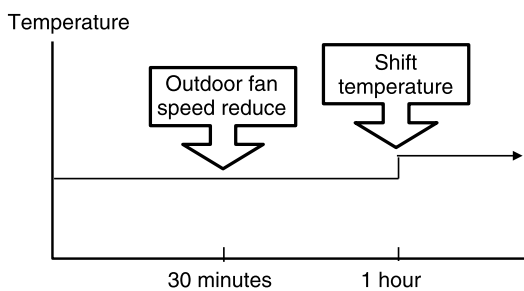 Temperature
Outdoor fan
speed reduce
Shift
temperature
30 minutes
1 hour